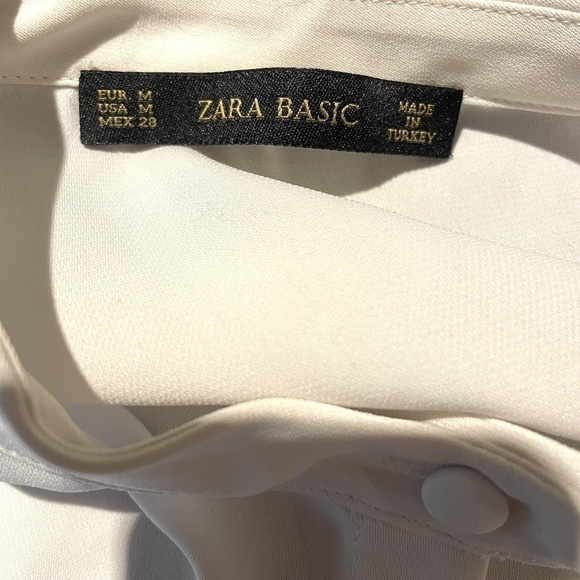 EUR M
USA M
MEX 28
ZARA BASIC
MADE
IN
TURKEY